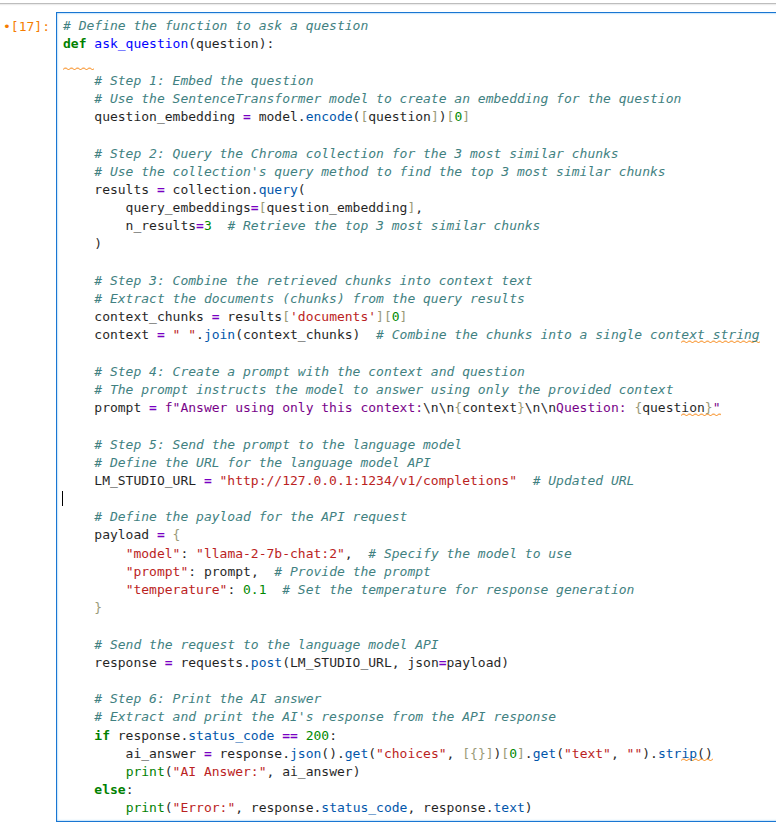 •[17]:
# Define the function to ask a question
def ask_question(question):

    # Step 1: Embed the question
    # Use the SentenceTransformer model to create an embedding for the question
    question_embedding = model.encode([question])[0]

    # Step 2: Query the Chroma collection for the 3 most similar chunks
    # Use the collection's query method to find the top 3 most similar chunks
    results = collection.query(
        query_embeddings=[question_embedding],
        n_results=3  # Retrieve the top 3 most similar chunks
    )

    # Step 3: Combine the retrieved chunks into context text
    # Extract the documents (chunks) from the query results
    context_chunks = results['documents'][0]
    context = " ".join(context_chunks)  # Combine the chunks into a single context string

    # Step 4: Create a prompt with the context and question
    # The prompt instructs the model to answer using only the provided context
    prompt = f"Answer using only this context:\n\n{context}\n\nQuestion: {question}"

    # Step 5: Send the prompt to the language model
    # Define the URL for the language model API
    LM_STUDIO_URL = "http://127.0.0.1:1234/v1/completions"  # Updated URL

    # Define the payload for the API request
    payload = {
        "model": "llama-2-7b-chat:2",  # Specify the model to use
        "prompt": prompt,  # Provide the prompt
        "temperature": 0.1  # Set the temperature for response generation
    }

    # Send the request to the language model API
    response = requests.post(LM_STUDIO_URL, json=payload)

    # Step 6: Print the AI answer
    # Extract and print the AI's response from the API response
    if response.status_code == 200:
        ai_answer = response.json().get("choices", [{}])[0].get("text", "").strip()
        print("AI Answer:", ai_answer)
    else:
        print("Error:", response.status_code, response.text)